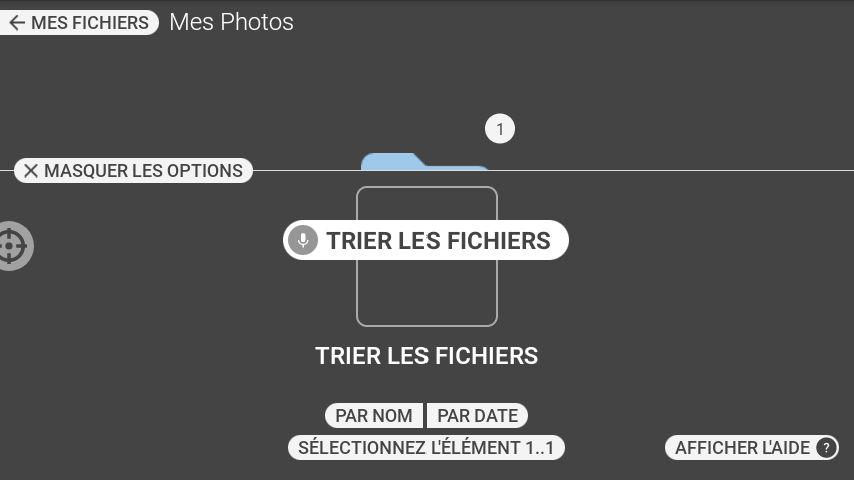 MES FICHIERS Mes Photos
1
MASQUER LES OPTIONS
TRIER LES FICHIERS
TRIER LES FICHIERS
PAR NOM PAR DATE
SÉLECTIONNEZ L'ÉLÉMENT 1..1
AFFICHER L'AIDE ?